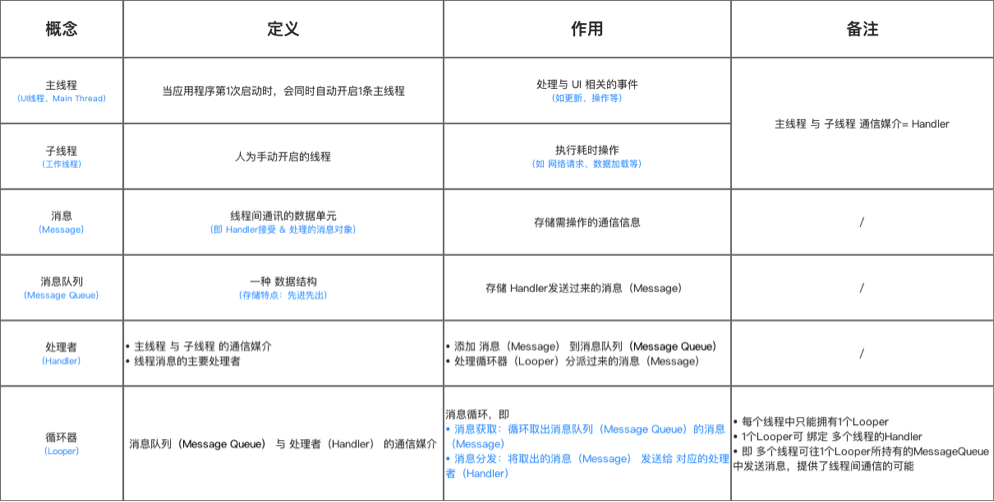 概念
定义
作用
备注
主线程
(UI线程、Main Thread)
当应用程序第1次启动时，会同时自动开启1条主线程
处理与 UI 相关的事件
(如更新、操作等)
主线程 与 子线程 通信媒介= Handler
子线程
(工作线程)
人为手动开启的线程
执行耗时操作
(如 网络请求、数据加载等)
消息
(Message)
线程间通讯的数据单元
(即 Handler接受 & 处理的消息对象)
存储需操作的通信信息
/
消息队列
(Message Queue)
一种 数据结构
(存储特点：先进先出)
存储 Handler发送过来的消息（Message）
/
处理者
(Handler)
• 主线程 与 子线程 的通信媒介
• 线程消息的主要处理者
• 添加 消息（Message） 到消息队列（Message Queue）
• 处理循环器（Looper）分派过来的消息（Message）
/
循环器
(Looper)
消息队列（Message Queue） 与 处理者（Handler） 的通信媒介
消息循环，即
• 消息获取：循环取出消息队列（Message Queue）的消息
（Message）
• 消息分发：将取出的消息（Message） 发送给 对应的处理
者（Handler）
• 每个线程中只能拥有1个Looper
• 1个Looper可 绑定 多个线程的Handler
• 即 多个线程可往1个Looper所持有的MessageQueue
中发送消息，提供了线程间通信的可能